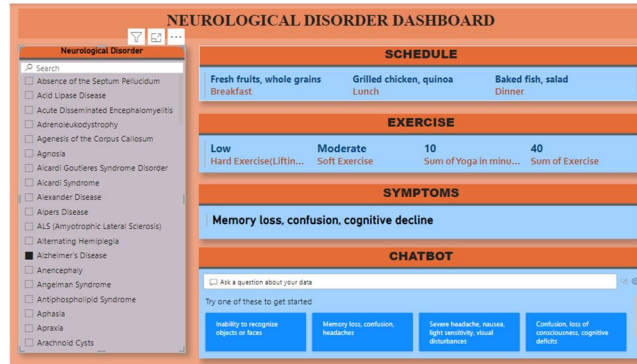 NEUROLOGICAL DISORDER DASHBOARD
Neurological Disorder
Search
Absence of the Septum Pellucidum
Acid Lipase Disease
Acute Disseminated Encephalomyelitis
Adrenoleukodystrophy
Agenesis of the Corpus Callosum
Agnosia
Aicardi Goutieres Syndrome Disorder
Aicardi Syndrome
Alexander Disease
Alpers Disease
ALS (Amyotrophic Lateral Sclerosis)
Alternating Hemiplegia
Alzheimer's Disease
Anencephaly
Angelman Syndrome
Antiphospholipid Syndrome
Aphasia
Apraxia
Arachnoid Cysts
SCHEDULE
Fresh fruits, whole grains Grilled chicken, quinoa Baked fish, salad
Breakfast Lunch Dinner
EXERCISE
Low Moderate 10 40
Hard Exercise(Liftin... Soft Exercise Sum of Yoga in minu... Sum of Exercise
SYMPTOMS
Memory loss, confusion, cognitive decline
CHATBOT
Ask a question about your data
Try one of these to get started
Inability to recognize
objects or faces
Memory loss, confusion,
headaches
Severe headache, nausea,
light sensitivity, visual
disturbances
Confusion, loss of
consciousness, cognitive
deficits